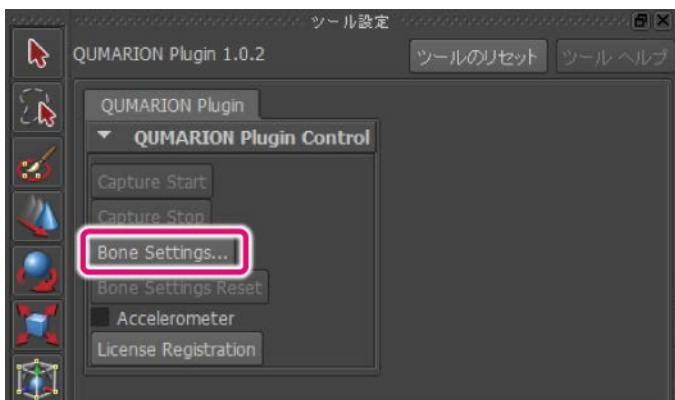 ツール設定
QUMARION Plugin 1.0.2
ツールのリセット
ツール ヘルプ
QUMARION Plugin
QUMARION Plugin Control
Capture Start
Capture Stop
Bone Settings...
Bone Settings Reset
Accelerometer
License Registration